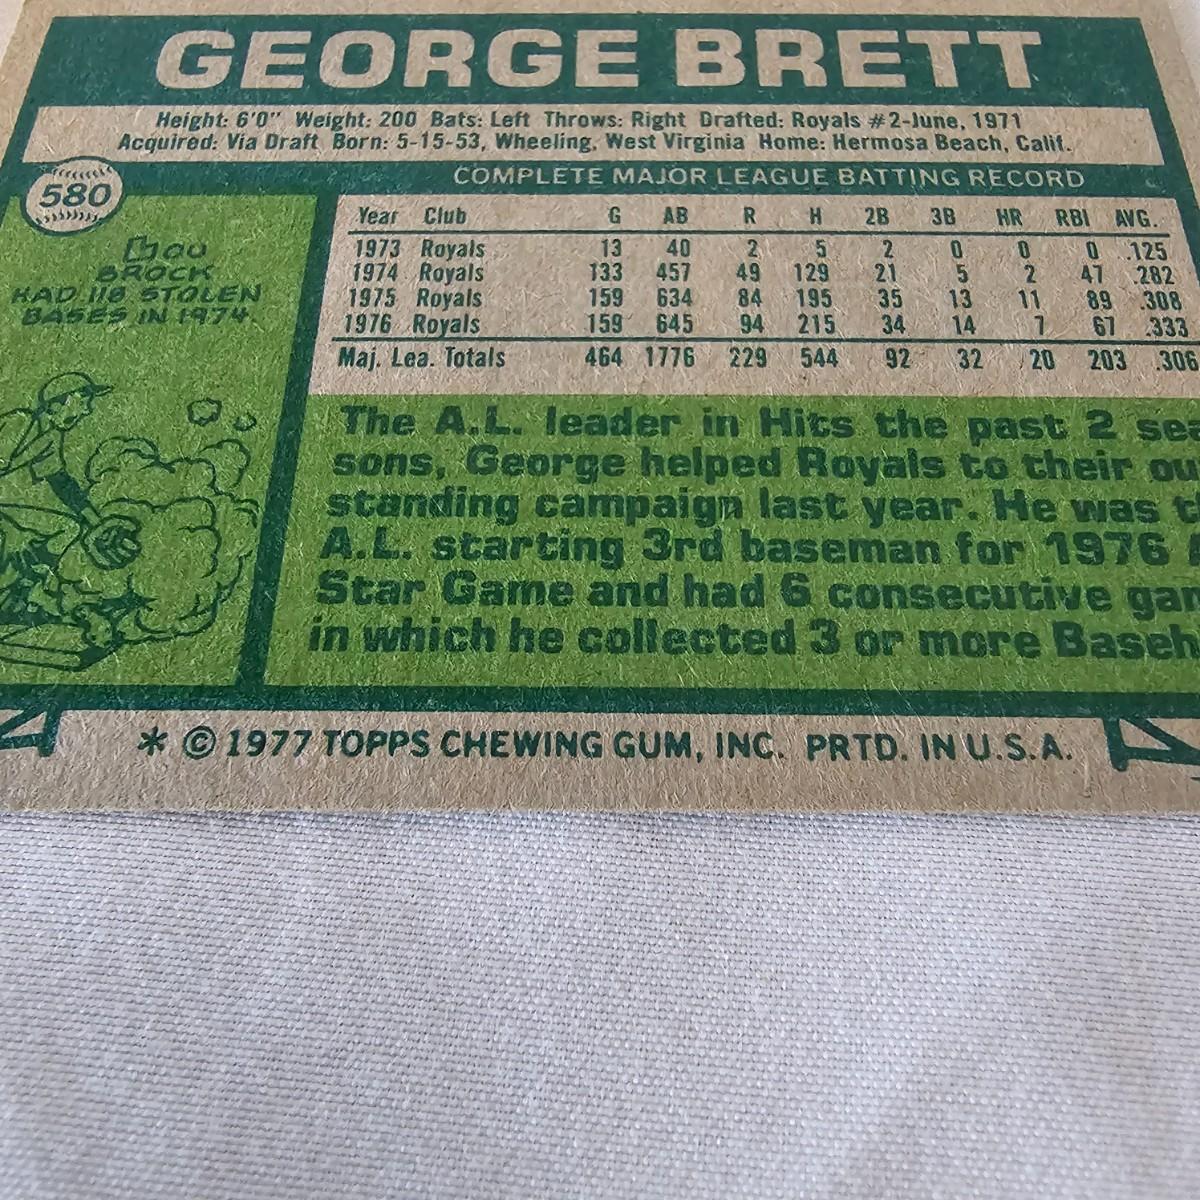 GEORGE BRETT
Height: 6'0" Weight: 200 Bats: Left Throws: Right Drafted: Royals #2-June, 1971
Acquired: Via Draft Born: 5-15-53, Wheeling, West Virginia Home: Hermosa Beach, Calif.
580
COMPLETE MAJOR LEAGUE BATTING RECORD
Year Club G AB R H 2B 3B HR RBI AVG.
1973 Royals 13 40 2 5 2 0 0 0 .125
1974 Royals 133 457 49 129 21 5 2 47 .282
1975 Royals 159 634 84 195 35 13 11 89 .308
1976 Royals 159 645 94 215 34 14 7 67 .333
Maj. Lea. Totals 464 1776 229 544 92 32 20 203 .306
Lou
BROCK
HAD 118 STOLEN
BASES IN 1974.
The A.L. leader in Hits the past 2 sea
sons, George helped Royals to their ou
standing campaign last year. He was t
A.L. starting 3rd baseman for 1976 A
Star Game and had 6 consecutive gam
in which he collected 3 or more Baseh
* © 1977 TOPPS CHEWING GUM, INC. PRTD. IN U.S.A.